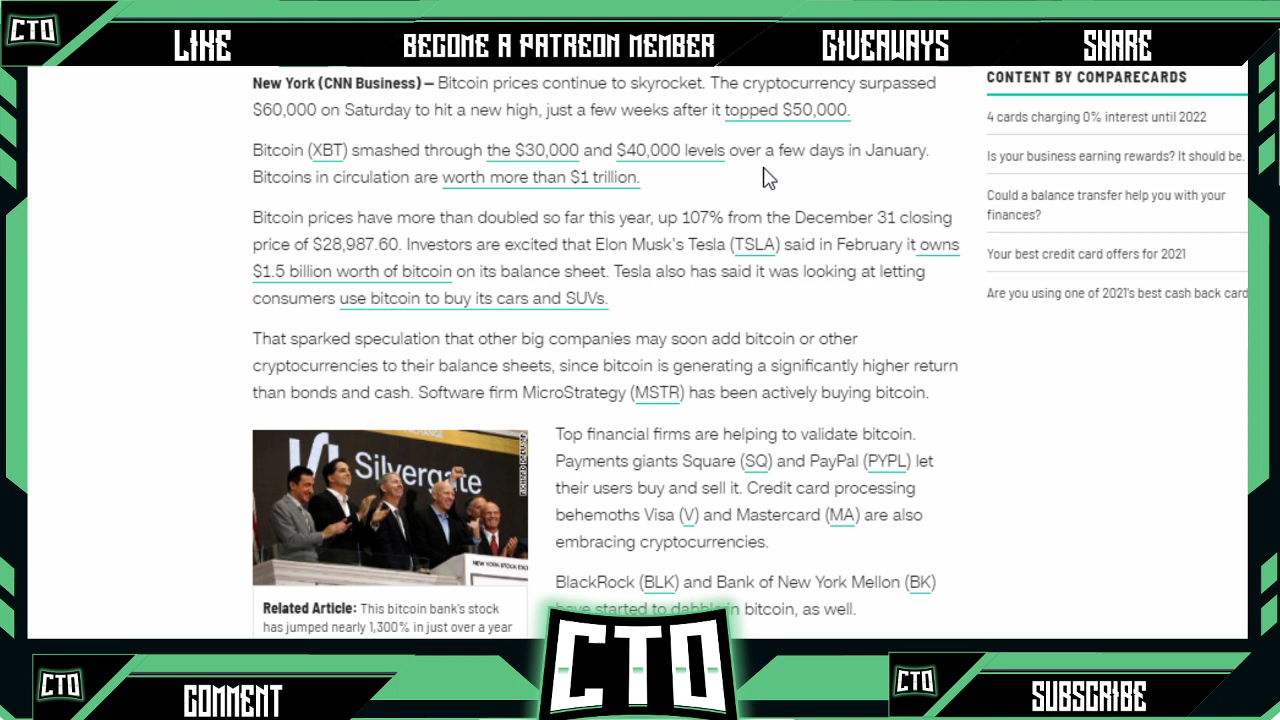 CTO
LIKE
BECOME A PATREON MEMBER
GIVEAWAYS
SHARE
New York (CNN Business) — Bitcoin prices continue to skyrocket. The cryptocurrency surpassed
$60,000 on Saturday to hit a new high, just a few weeks after it topped $50,000.
Bitcoin (XBT) smashed through the $30,000 and $40,000 levels over a few days in January.
Bitcoins in circulation are worth more than $1 trillion.
Bitcoin prices have more than doubled so far this year, up 107% from the December 31 closing
price of $28,987.60. Investors are excited that Elon Musk's Tesla (TSLA) said in February it owns
$1.5 billion worth of bitcoin on its balance sheet. Tesla also has said it was looking at letting
consumers use bitcoin to buy its cars and SUVs.
That sparked speculation that other big companies may soon add bitcoin or other
cryptocurrencies to their balance sheets, since bitcoin is generating a significantly higher return
than bonds and cash. Software firm MicroStrategy (MSTR) has been actively buying bitcoin.
Top financial firms are helping to validate bitcoin.
Payments giants Square (SQ) and PayPal (PYPL) let
their users buy and sell it. Credit card processing
behemoths Visa (V) and Mastercard (MA) are also
embracing cryptocurrencies.
BlackRock (BLK) and Bank of New York Mellon (BK)
have started to dabble in bitcoin, as well.
Silvergate
Related Article: This bitcoin bank's stock
has jumped nearly 1,300% in just over a year
CONTENT BY COMPARECARDS
4 cards charging 0% interest until 2022
Is your business earning rewards? It should be.
Could a balance transfer help you with your
finances?
Your best credit card offers for 2021
Are you using one of 2021's best cash back card
CTO
COMMENT
CTO
CTO
SUBSCRIBE